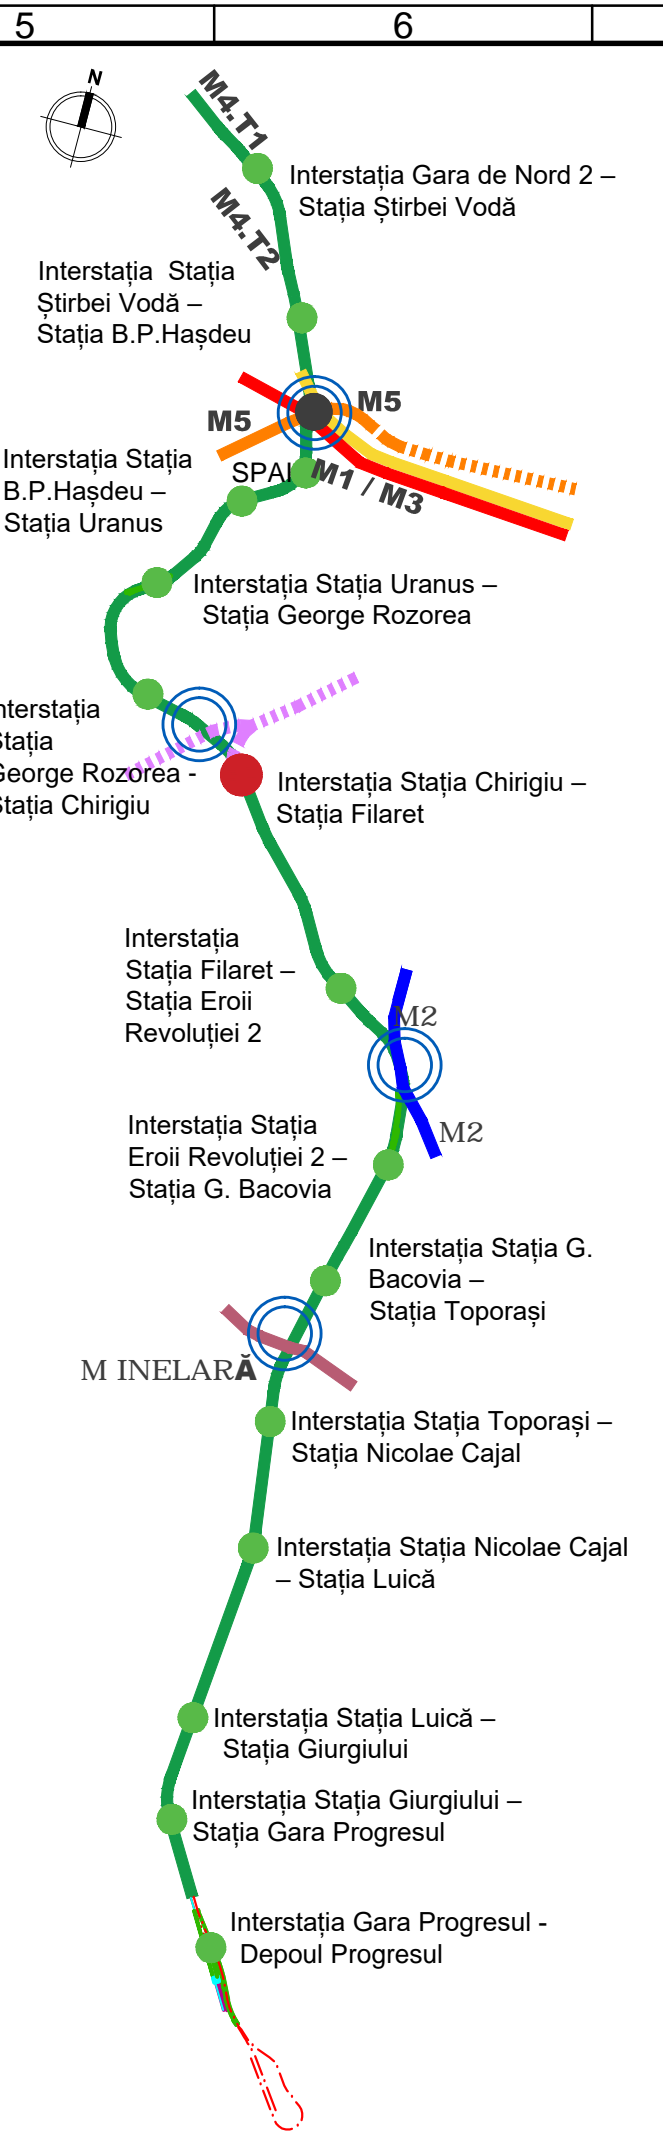 5
6
N
M4.T1
Interstația Gara de Nord 2 –
Stația Știrbei Vodă
M4.T2
Interstația Stația
Știrbei Vodă –
Stația B.P.Hașdeu
M5
M5
Interstația Stația
B.P.Hașdeu –
Stația Uranus
SPAI
M1 / M3
Interstația Stația Uranus –
Stația George Rozorea
nterstația
Stația
George Rozorea -
Stația Chirigiu
Interstația Stația Chirigiu –
Stația Filaret
Interstația
Stația Filaret –
Stația Eroii
Revoluției 2
M2
Interstația Stația
Eroii Revoluției 2 –
Stația G. Bacovia
M2
Interstația Stația G.
Bacovia –
Stația Toporași
M INELARĂ
Interstația Stația Toporași –
Stația Nicolae Cajal
Interstația Stația Nicolae Cajal
– Stația Luică
Interstația Stația Luică –
Stația Giurgiului
Interstația Stația Giurgiului –
Stația Gara Progresul
Interstația Gara Progresul -
Depoul Progresul